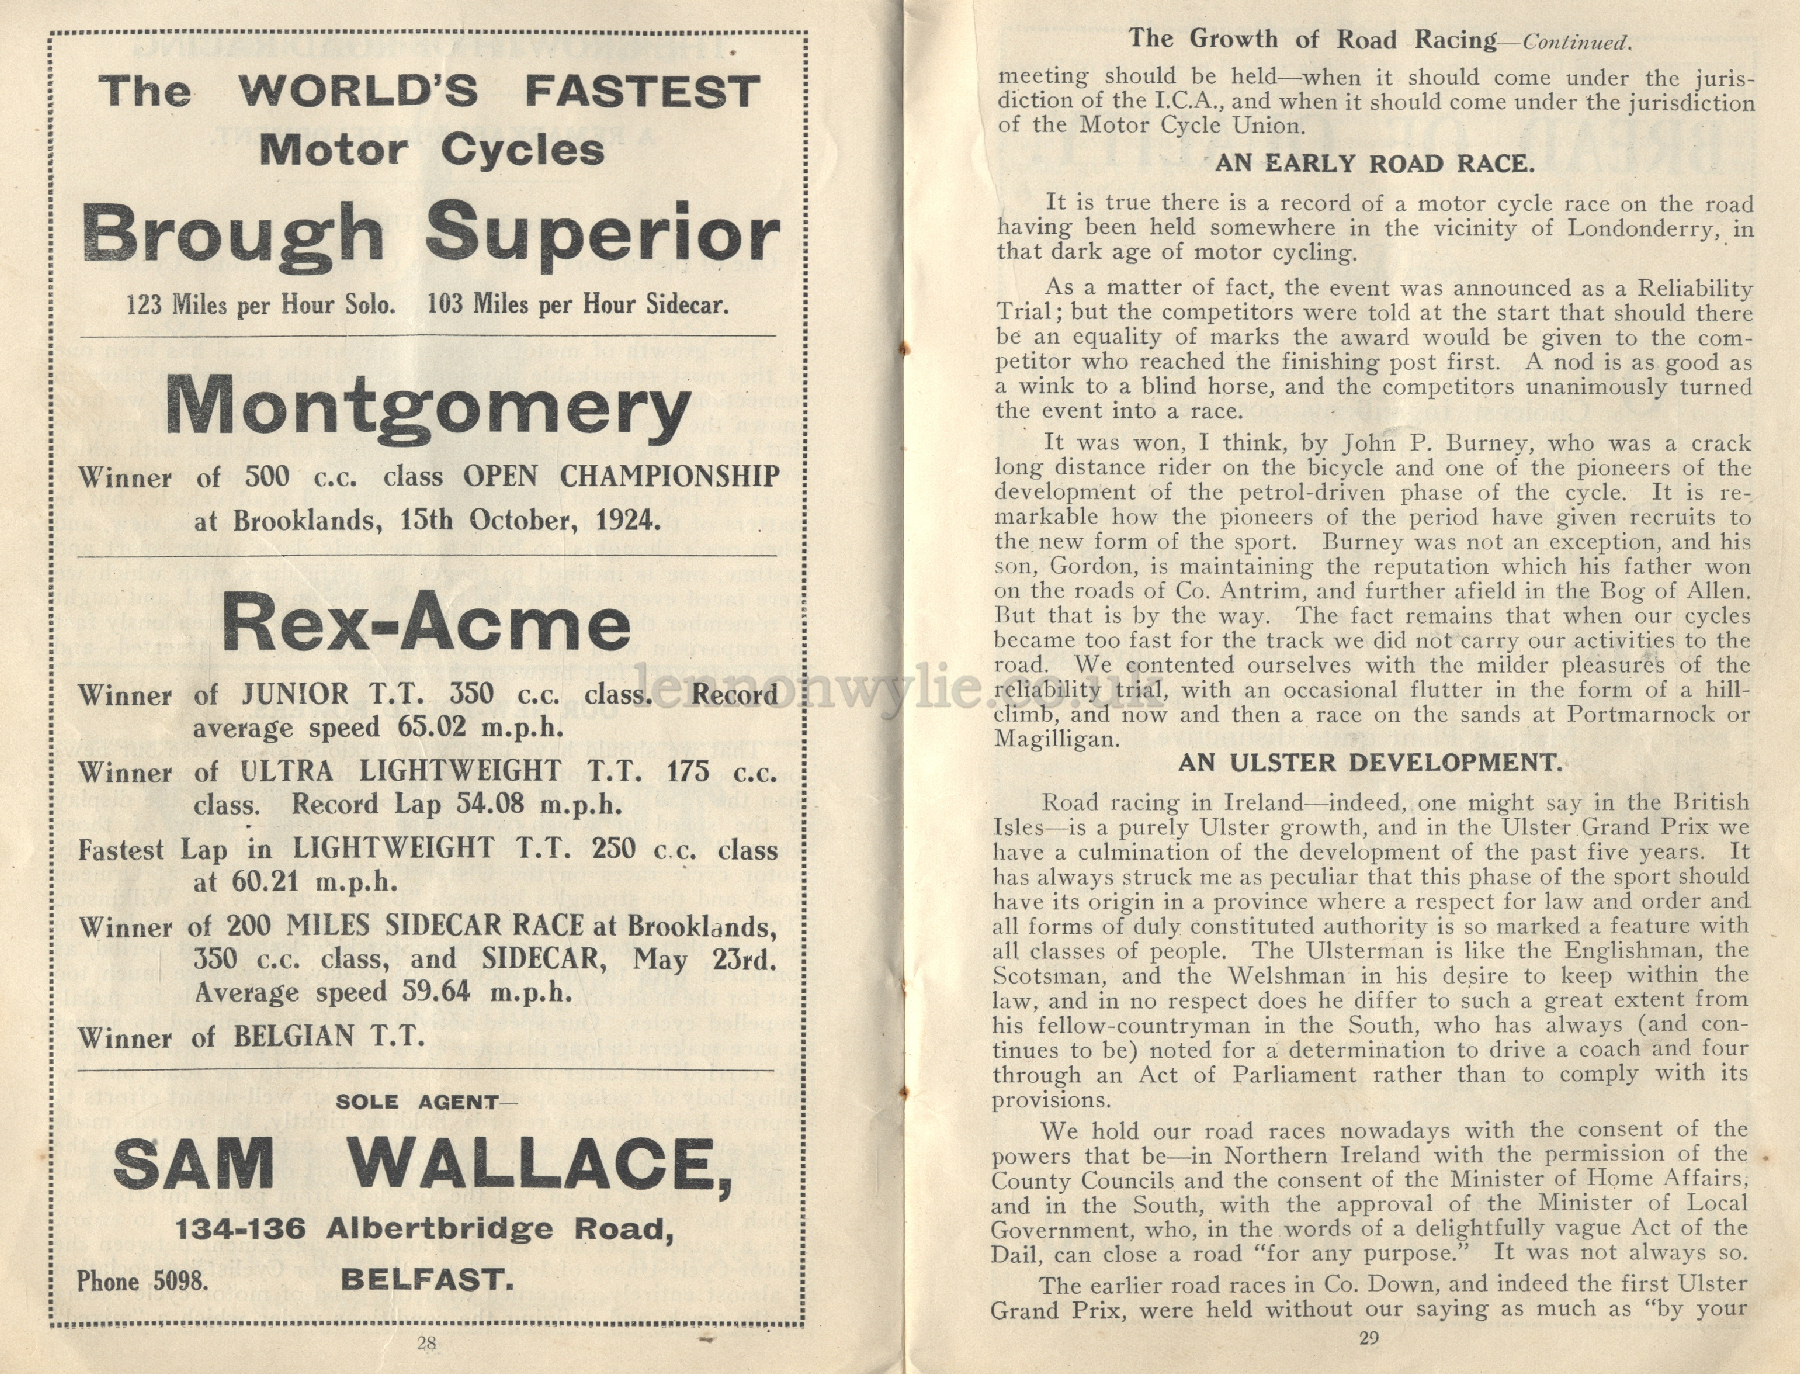 The WORLD'S FASTEST
Motor Cycles
Brough Superior
123 Miles per Hour Solo. 103 Miles per Hour Sidecar.
Montgomery
Winner of 500 c.c. class OPEN CHAMPIONSHIP
at Brooklands, 15th October, 1924.
Rex-Acme
Winner of JUNIOR T.T. 350 c.c. class. Record
average speed 65.02 m.p.h.
Winner of ULTRA LIGHTWEIGHT T.T. 175 c.c.
class. Record Lap 54.08 m.p.h.
Fastest Lap in LIGHTWEIGHT T.T. 250 c.c. class
at 60.21 m.p.h.
Winner of 200 MILES SIDECAR RACE at Brooklands,
350 c.c. class, and SIDECAR, May 23rd.
Average speed 59.64 m.p.h.
Winner of BELGIAN T.T.
SOLE AGENT—
SAM WALLACE,
134-136 Albertbridge Road,
Phone 5098. BELFAST.
28
The Growth of Road Racing—Continued.
meeting should be held—when it should come under the juris-
diction of the I.C.A., and when it should come under the jurisdiction
of the Motor Cycle Union.
AN EARLY ROAD RACE.
It is true there is a record of a motor cycle race on the road
having been held somewhere in the vicinity of Londonderry, in
that dark age of motor cycling.
As a matter of fact, the event was announced as a Reliability
Trial; but the competitors were told at the start that should there
be an equality of marks the award would be given to the com-
petitor who reached the finishing post first. A nod is as good as
a wink to a blind horse, and the competitors unanimously turned
the event into a race.
It was won, I think, by John P. Burney, who was a crack
long distance rider on the bicycle and one of the pioneers of the
development of the petrol-driven phase of the cycle. It is re-
markable how the pioneers of the period have given recruits to
the new form of the sport. Burney was not an exception, and his
son, Gordon, is maintaining the reputation which his father won
on the roads of Co. Antrim, and further afield in the Bog of Allen.
But that is by the way. The fact remains that when our cycles
became too fast for the track we did not carry our activities to the
road. We contented ourselves with the milder pleasures of the
reliability trial, with an occasional flutter in the form of a hill-
climb, and now and then a race on the sands at Portmarnock or
Magilligan.
AN ULSTER DEVELOPMENT.
Road racing in Ireland—indeed, one might say in the British
Isles—is a purely Ulster growth, and in the Ulster Grand Prix we
have a culmination of the development of the past five years. It
has always struck me as peculiar that this phase of the sport should
have its origin in a province where a respect for law and order and
all forms of duly constituted authority is so marked a feature with
all classes of people. The Ulsterman is like the Englishman, the
Scotsman, and the Welshman in his desire to keep within the
law, and in no respect does he differ to such a great extent from
his fellow-countryman in the South, who has always (and con-
tinues to be) noted for a determination to drive a coach and four
through an Act of Parliament rather than to comply with its
provisions.
We hold our road races nowadays with the consent of the
powers that be—in Northern Ireland with the permission of the
County Councils and the consent of the Minister of Home Affairs,
and in the South, with the approval of the Minister of Local
Government, who, in the words of a delightfully vague Act of the
Dail, can close a road "for any purpose." It was not always so.
The earlier road races in Co. Down, and indeed the first Ulster
Grand Prix, were held without our saying as much as "by your
29
lennonwylie.co.uk